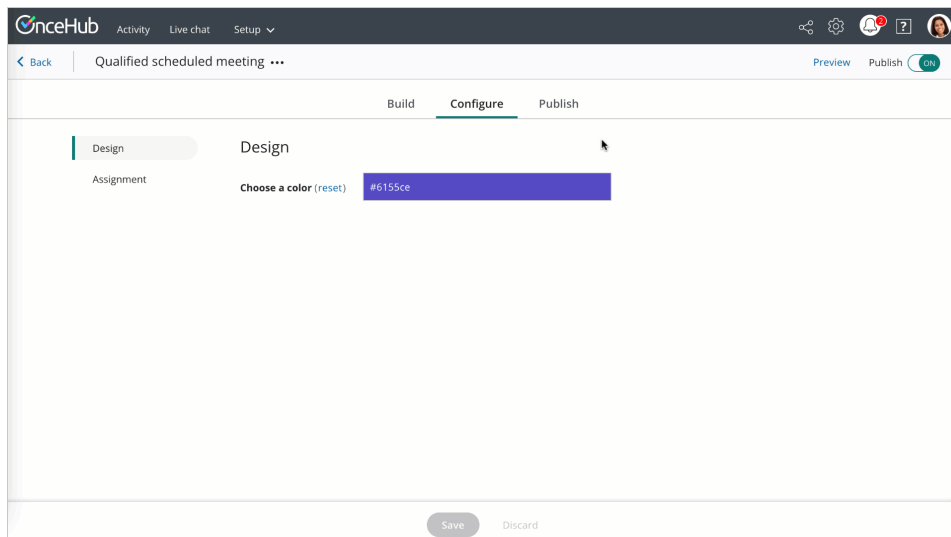 OnceHub Activity Live chat Setup 2 ?
Back Qualified scheduled meeting ••• Preview Publish ON
Build Configure Publish
Design Design
Assignment
Choose a color (reset) #6155ce
Save Discard